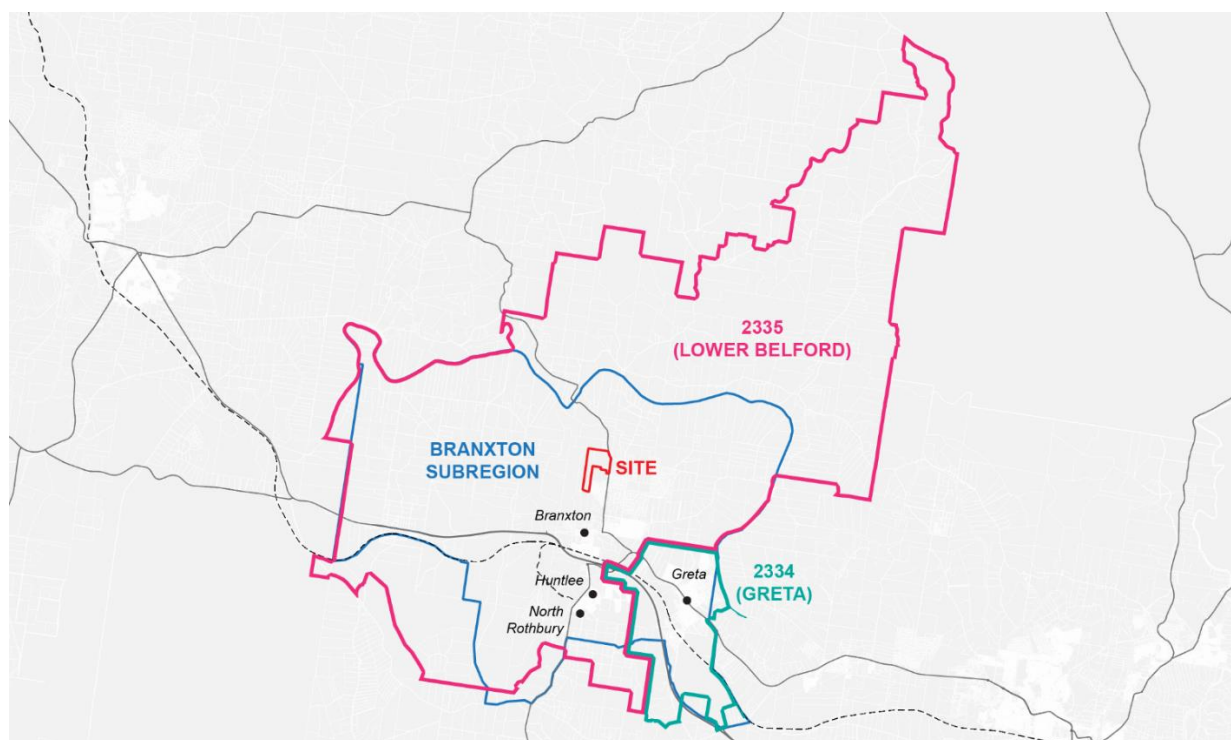 2335
(LOWER BELFORD)
BRANXTON
SUBREGION
SITE
Branxton
Huntlee
North
Rothbury
Greta
2334
(GRETA)